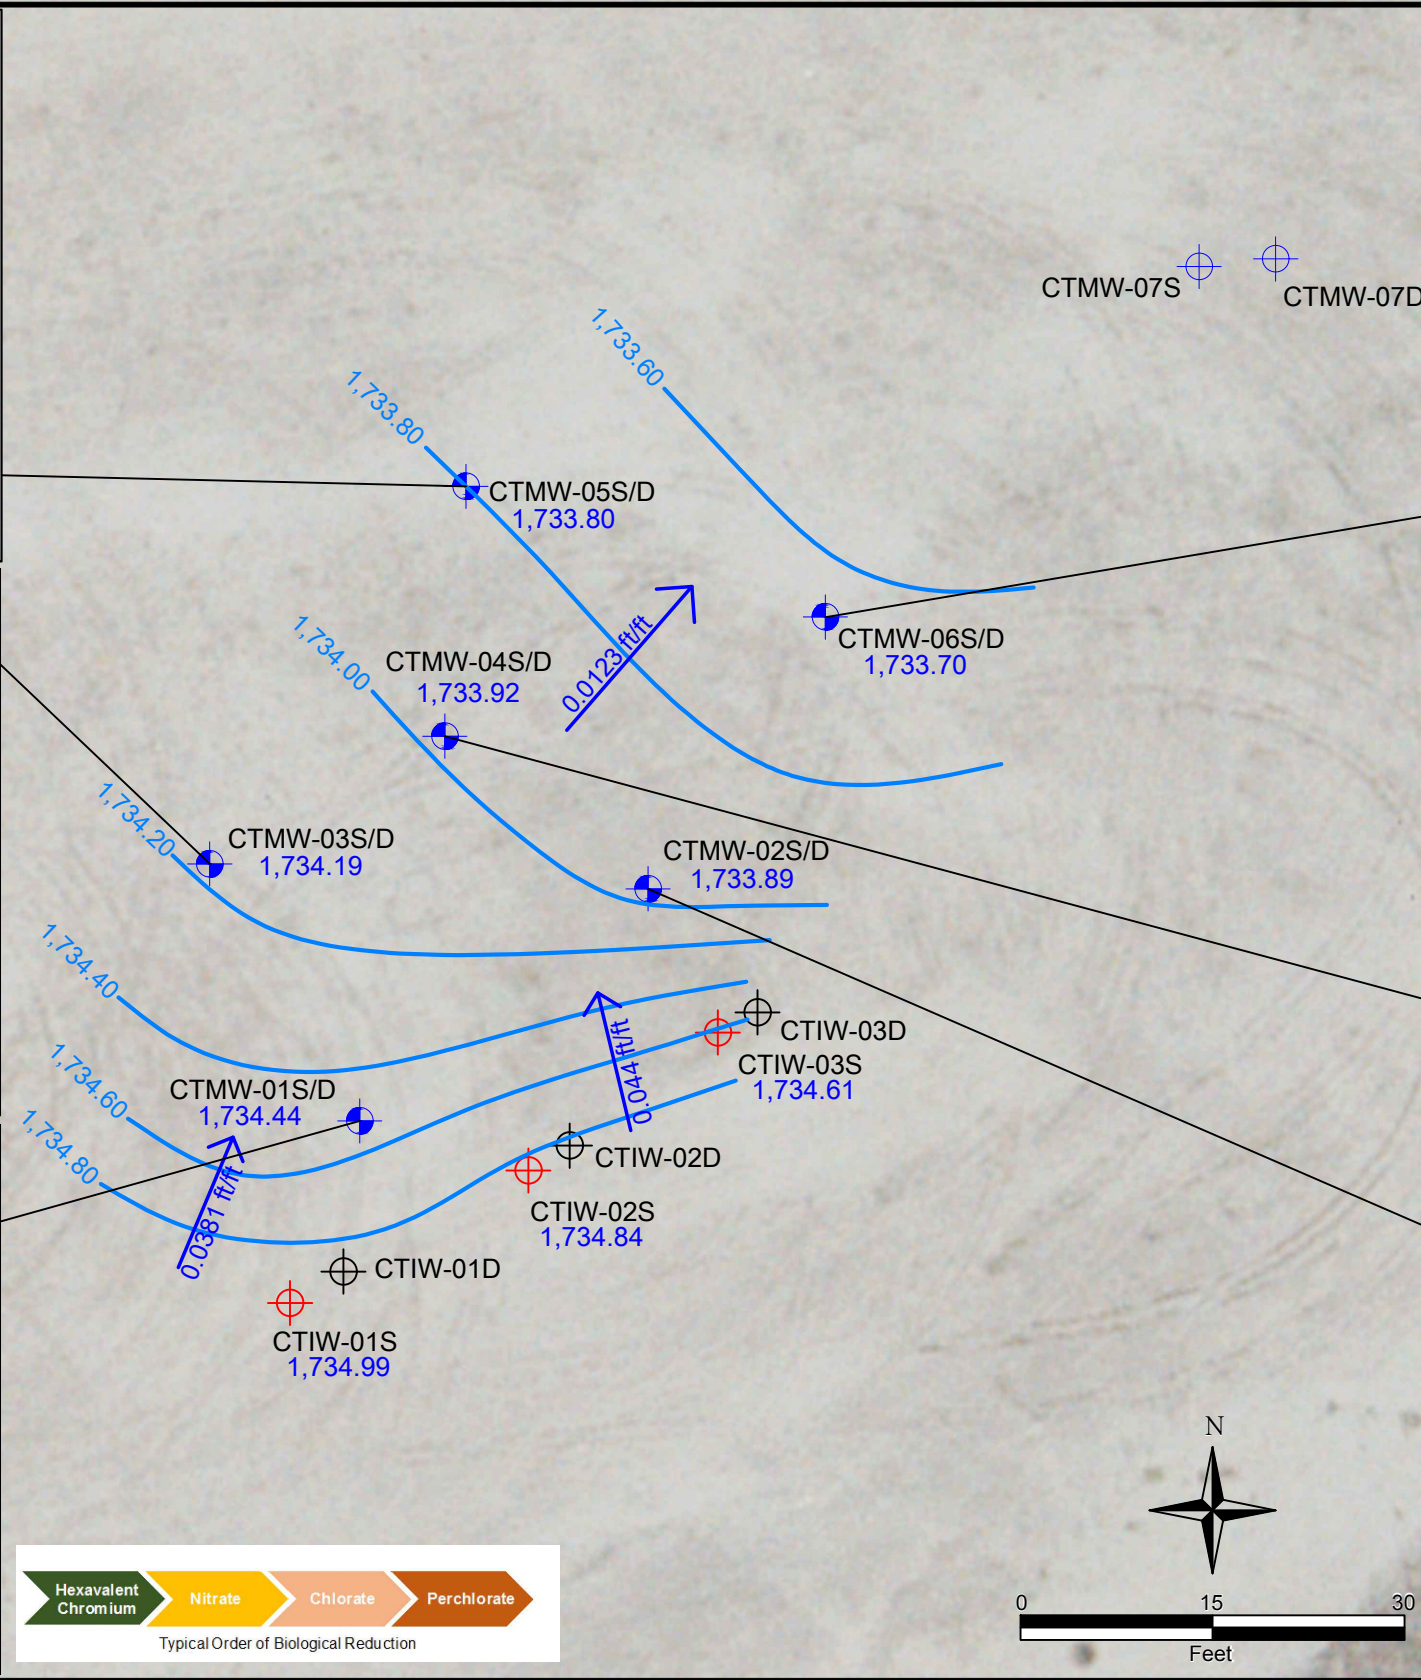 CTMW-07S
CTMW-07D
1,733.60
1,733.80
CTMW-05S/D
1,733.80
0.0123 ft/ft
CTMW-06S/D
1,733.70
1,734.00
CTMW-04S/D
1,733.92
1,734.20
CTMW-03S/D
1,734.19
CTMW-02S/D
1,733.89
1,734.40
CTIW-03D
CTIW-03S
1,734.61
0.044 ft/ft
1,734.60
CTMW-01S/D
1,734.44
1,734.80
0.0381 ft/ft
CTIW-02D
CTIW-02S
1,734.84
CTIW-01D
CTIW-01S
1,734.99
N
0 15 30
Feet
Hexavalent
Chromium
Nitrate
Chlorate
Perchlorate
Typical Order of Biological Reduction